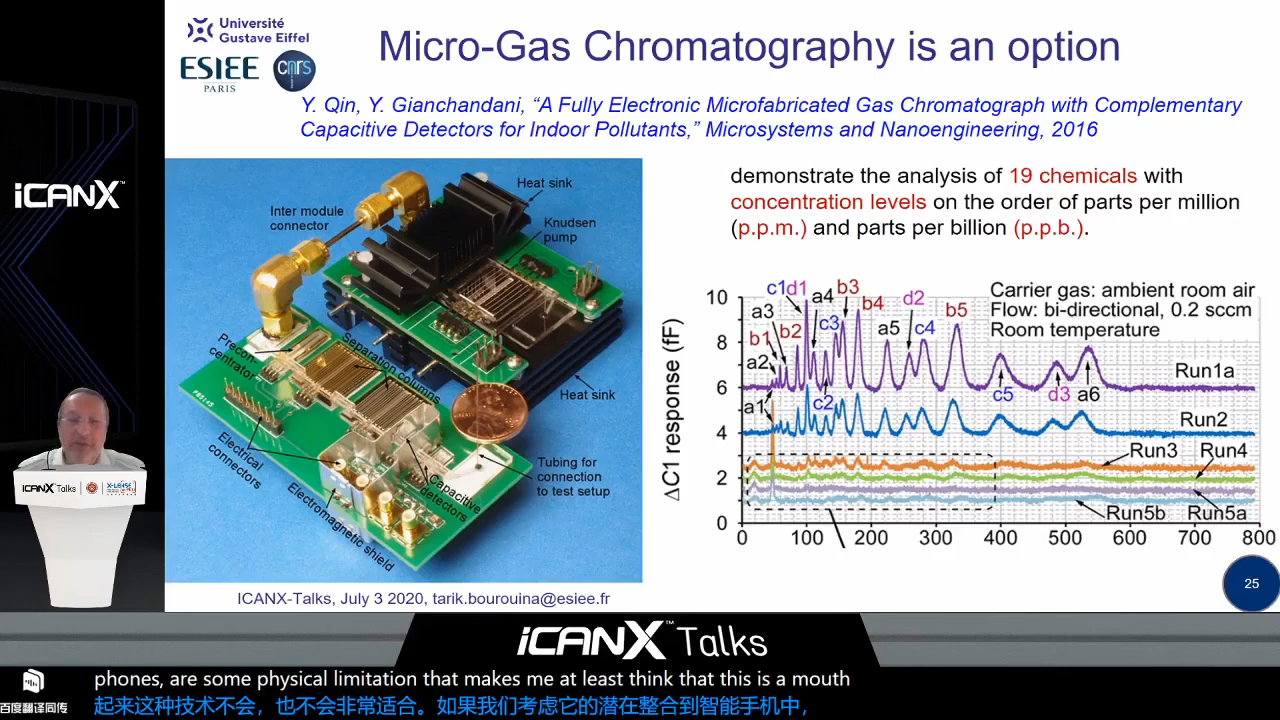 Université
Gustave Eiffel
ESIEE
PARIS
cnrs
Micro-Gas Chromatography is an option
Y. Qin, Y. Gianchandani, “A Fully Electronic Microfabricated Gas Chromatograph with Complementary
Capacitive Detectors for Indoor Pollutants,” Microsystems and Nanoengineering, 2016
iCANX™
Heat sink
Inter module
connector
Knudsen
pump
Precon-
centrator
Separation columns
Heat sink
Electrical
connectors
Capacitive
detectors
Tubing for
connection
to test setup
Electromagnetic shield
demonstrate the analysis of 19 chemicals with
concentration levels on the order of parts per million
(p.p.m.) and parts per billion (p.p.b.).
Carrier gas: ambient room air
Flow: bi-directional, 0.2 sccm
Room temperature
ΔC1 response (fF)
10
8
6
4
2
0
c1 d1
a4
b3
b4
a3
b1
b2
a2
a1
c3
c2
a5
d2
c4
b5
c5
d3
a6
Run1a
Run2
Run3
Run4
Run5b
Run5a
0
100
200
300
400
500
600
700
800
25
ICANX-Talks, July 3 2020, tarik.bourouina@esiee.fr
iCANX Talks
iCANX™ Talks
phones, are some physical limitation that makes me at least think that this is a mouth
百度翻译同传
起来这种技术不会，也不会非常适合。如果我们考虑它的潜在整合到智能手机中，